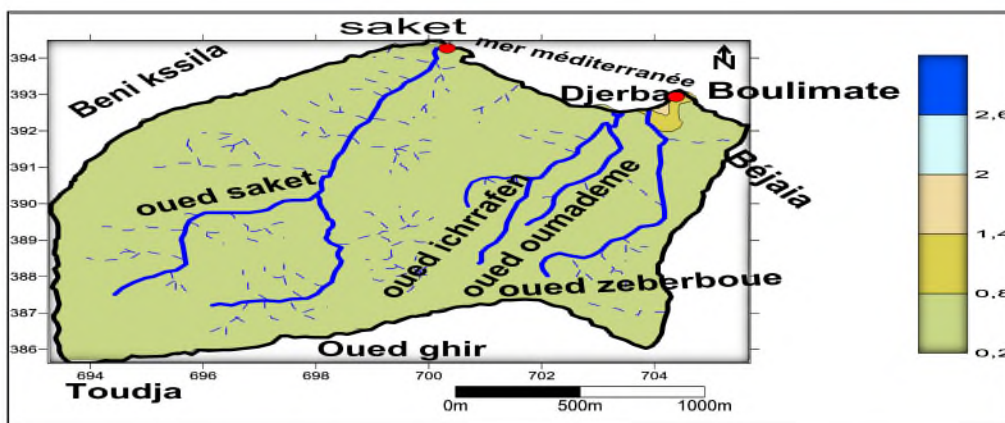 saket
mer méditerranée
N
Beni kssila
Djerba
Boulimate
Béjaia
oued saket
oued ichrrafen
oued oumademe
oued zeberboue
Oued ghir
Toudja
394
393
392
391
390
389
388
387
386
694
696
698
700
702
704
0m
500m
1000m
2,6
2
1,4
0,8
0,2